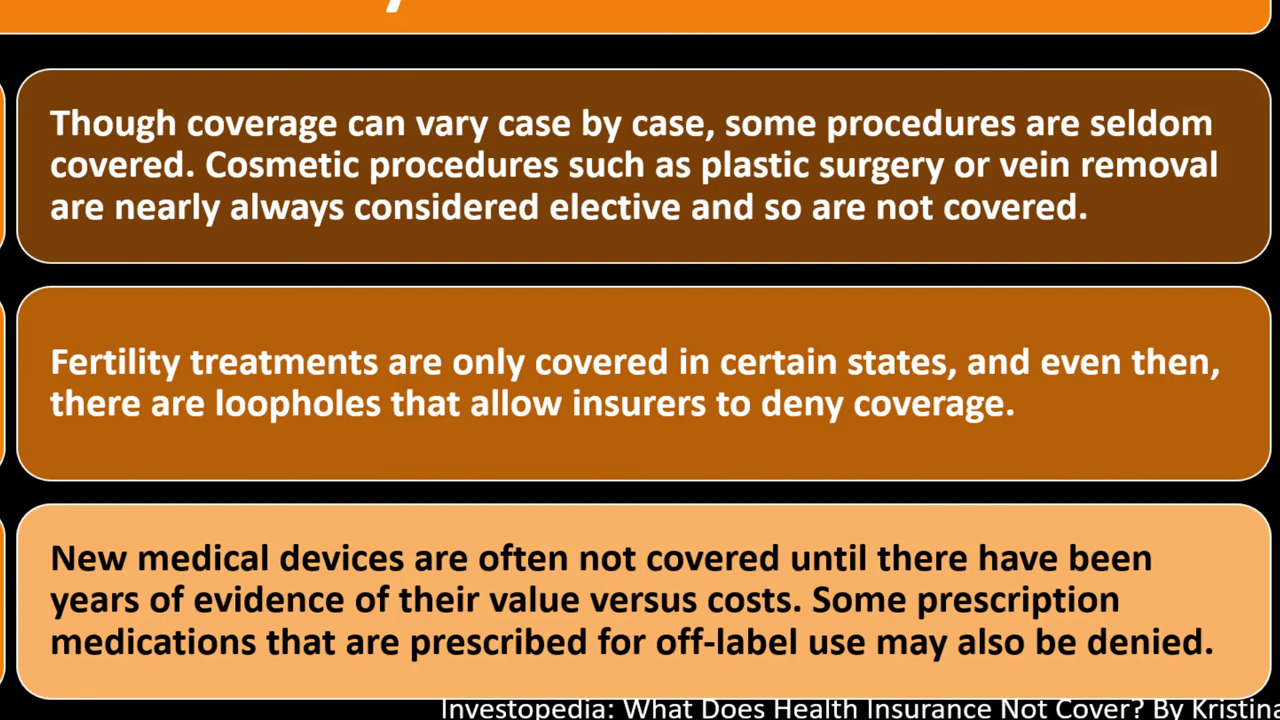 Though coverage can vary case by case, some procedures are seldom
covered. Cosmetic procedures such as plastic surgery or vein removal
are nearly always considered elective and so are not covered.
Fertility treatments are only covered in certain states, and even then,
there are loopholes that allow insurers to deny coverage.
New medical devices are often not covered until there have been
years of evidence of their value versus costs. Some prescription
medications that are prescribed for off-label use may also be denied.
Investopedia: What Does Health Insurance Not Cover? By Kristina